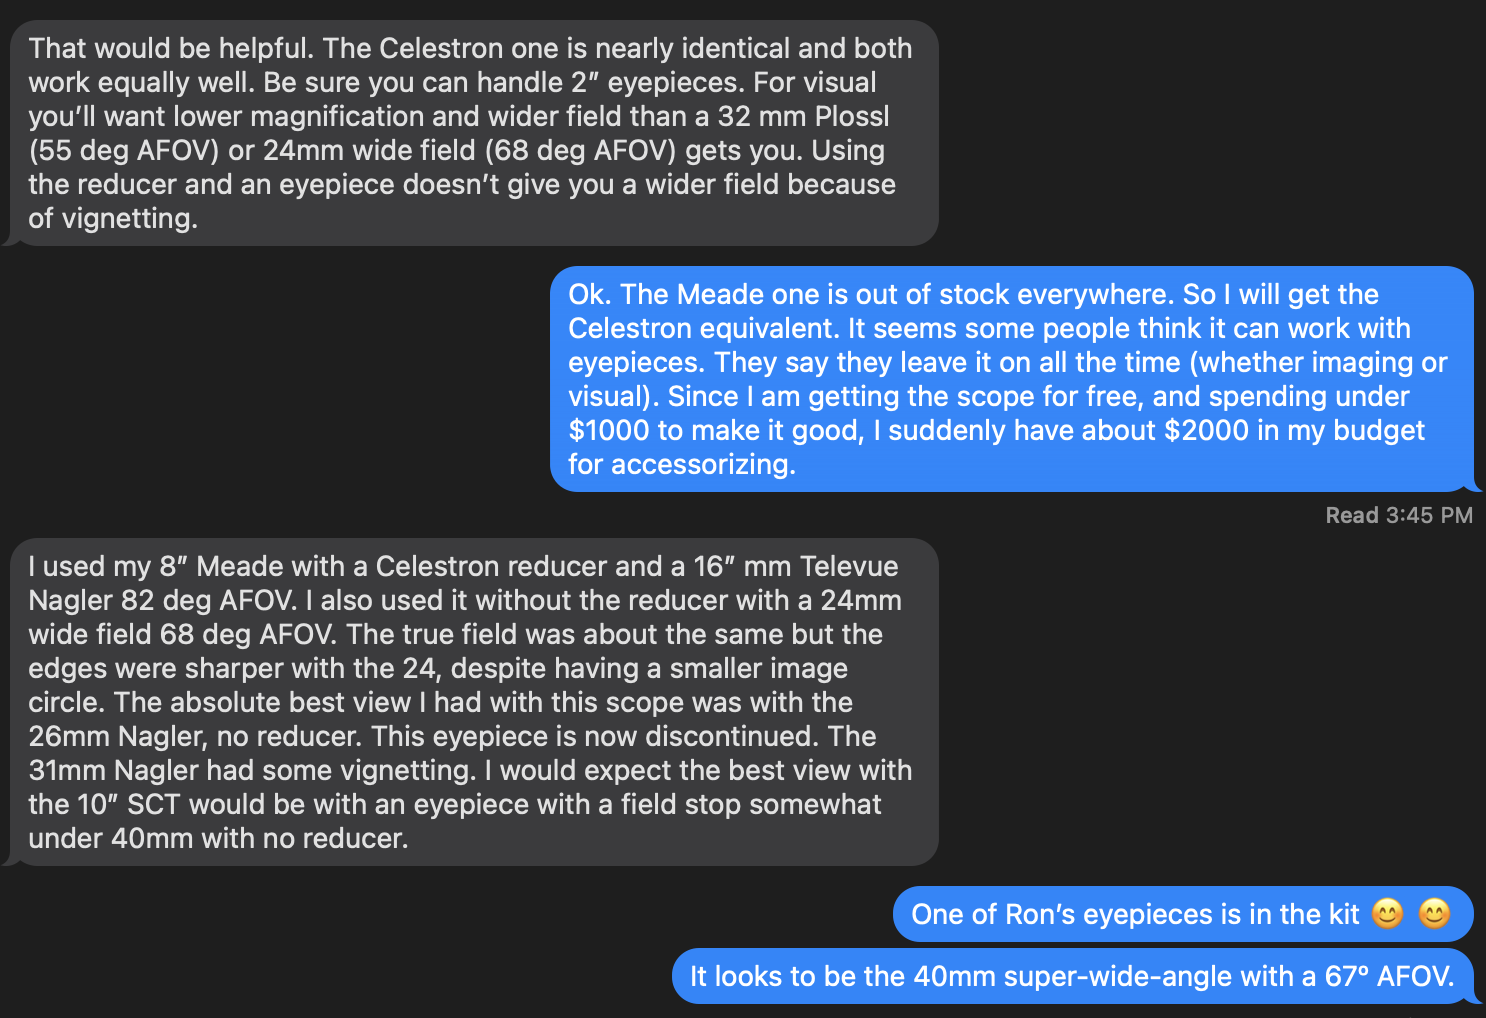 That would be helpful. The Celestron one is nearly identical and both
work equally well. Be sure you can handle 2” eyepieces. For visual
you’ll want lower magnification and wider field than a 32 mm Plossl
(55 deg AFOV) or 24mm wide field (68 deg AFOV) gets you. Using
the reducer and an eyepiece doesn’t give you a wider field because
of vignetting.
Ok. The Meade one is out of stock everywhere. So I will get the
Celestron equivalent. It seems some people think it can work with
eyepieces. They say they leave it on all the time (whether imaging or
visual). Since I am getting the scope for free, and spending under
$1000 to make it good, I suddenly have about $2000 in my budget
for accessorizing.
Read 3:45 PM
I used my 8” Meade with a Celestron reducer and a 16” mm Televue
Nagler 82 deg AFOV. I also used it without the reducer with a 24mm
wide field 68 deg AFOV. The true field was about the same but the
edges were sharper with the 24, despite having a smaller image
circle. The absolute best view I had with this scope was with the
26mm Nagler, no reducer. This eyepiece is now discontinued. The
31mm Nagler had some vignetting. I would expect the best view with
the 10” SCT would be with an eyepiece with a field stop somewhat
under 40mm with no reducer.
One of Ron’s eyepieces is in the kit 😊 😊
It looks to be the 40mm super-wide-angle with a 67º AFOV.